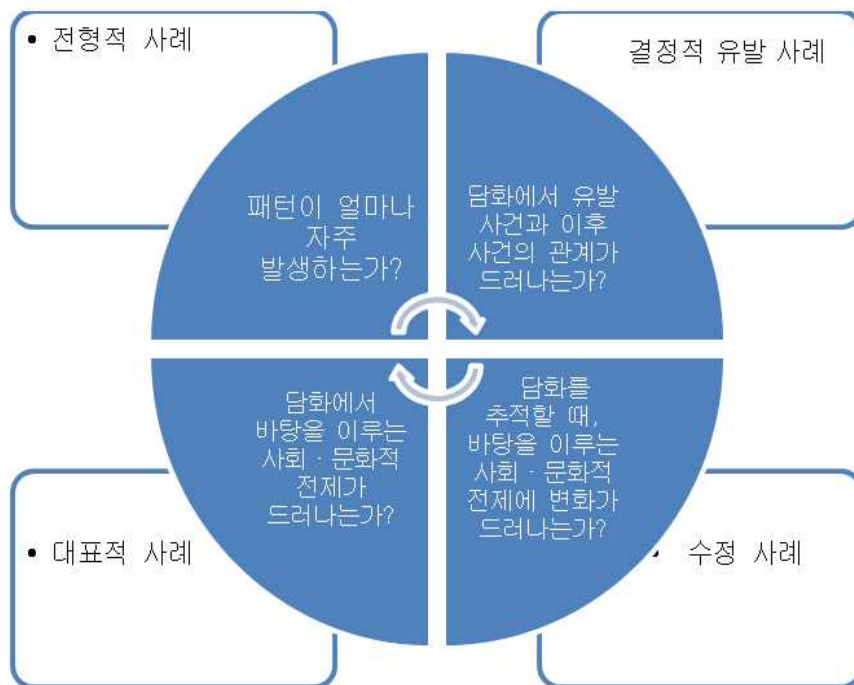 • 전형적 사례
결정적 유발 사례
패턴이 얼마나
자주
발생하는가?
담화에서 유발
사건과 이후
사건의 관계가
드러나는가?
담화에서
바탕을 이루는
사회 · 문화적
전제가
드러나는가?
담화를
추적할 때,
바탕을 이루는
사회 · 문화적
전제에 변화가
드러나는가?
• 대표적 사례
• 수정 사례